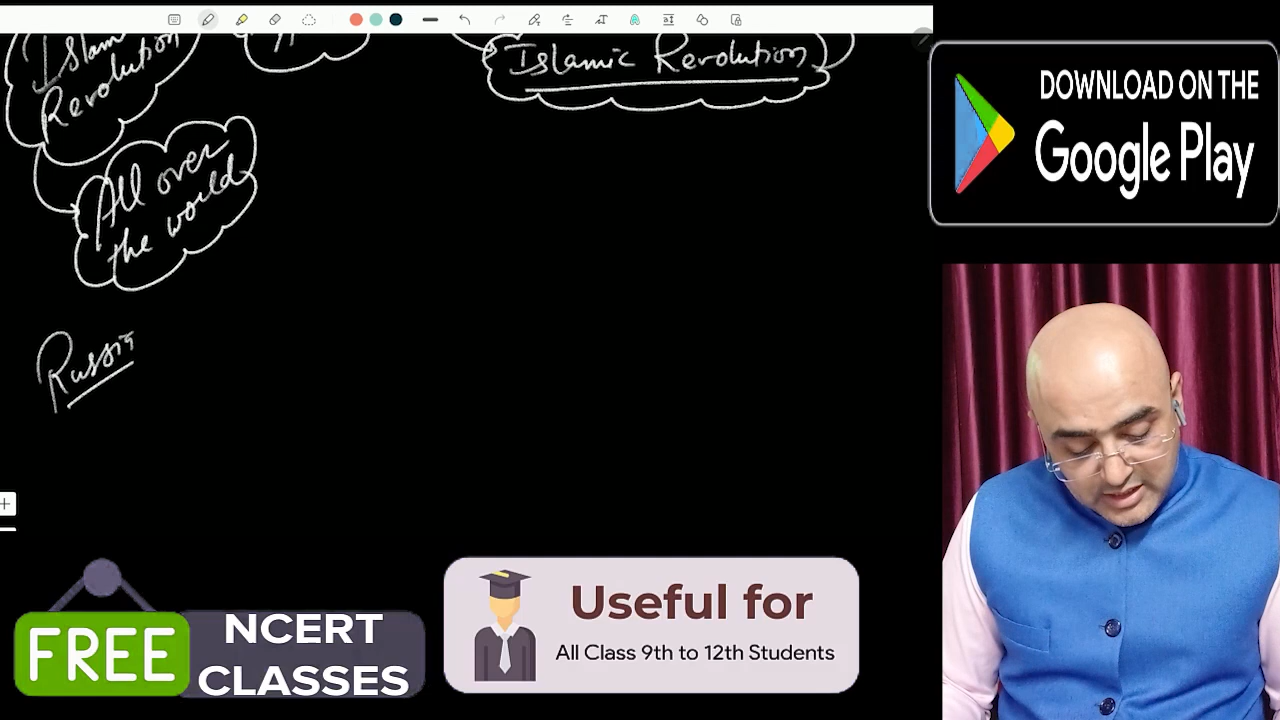 Islam
Revolution
Islamic Revolution
All over
the world
Russia
DOWNLOAD ON THE
Google Play
FREE
NCERT
CLASSES
Useful for
All Class 9th to 12th Students